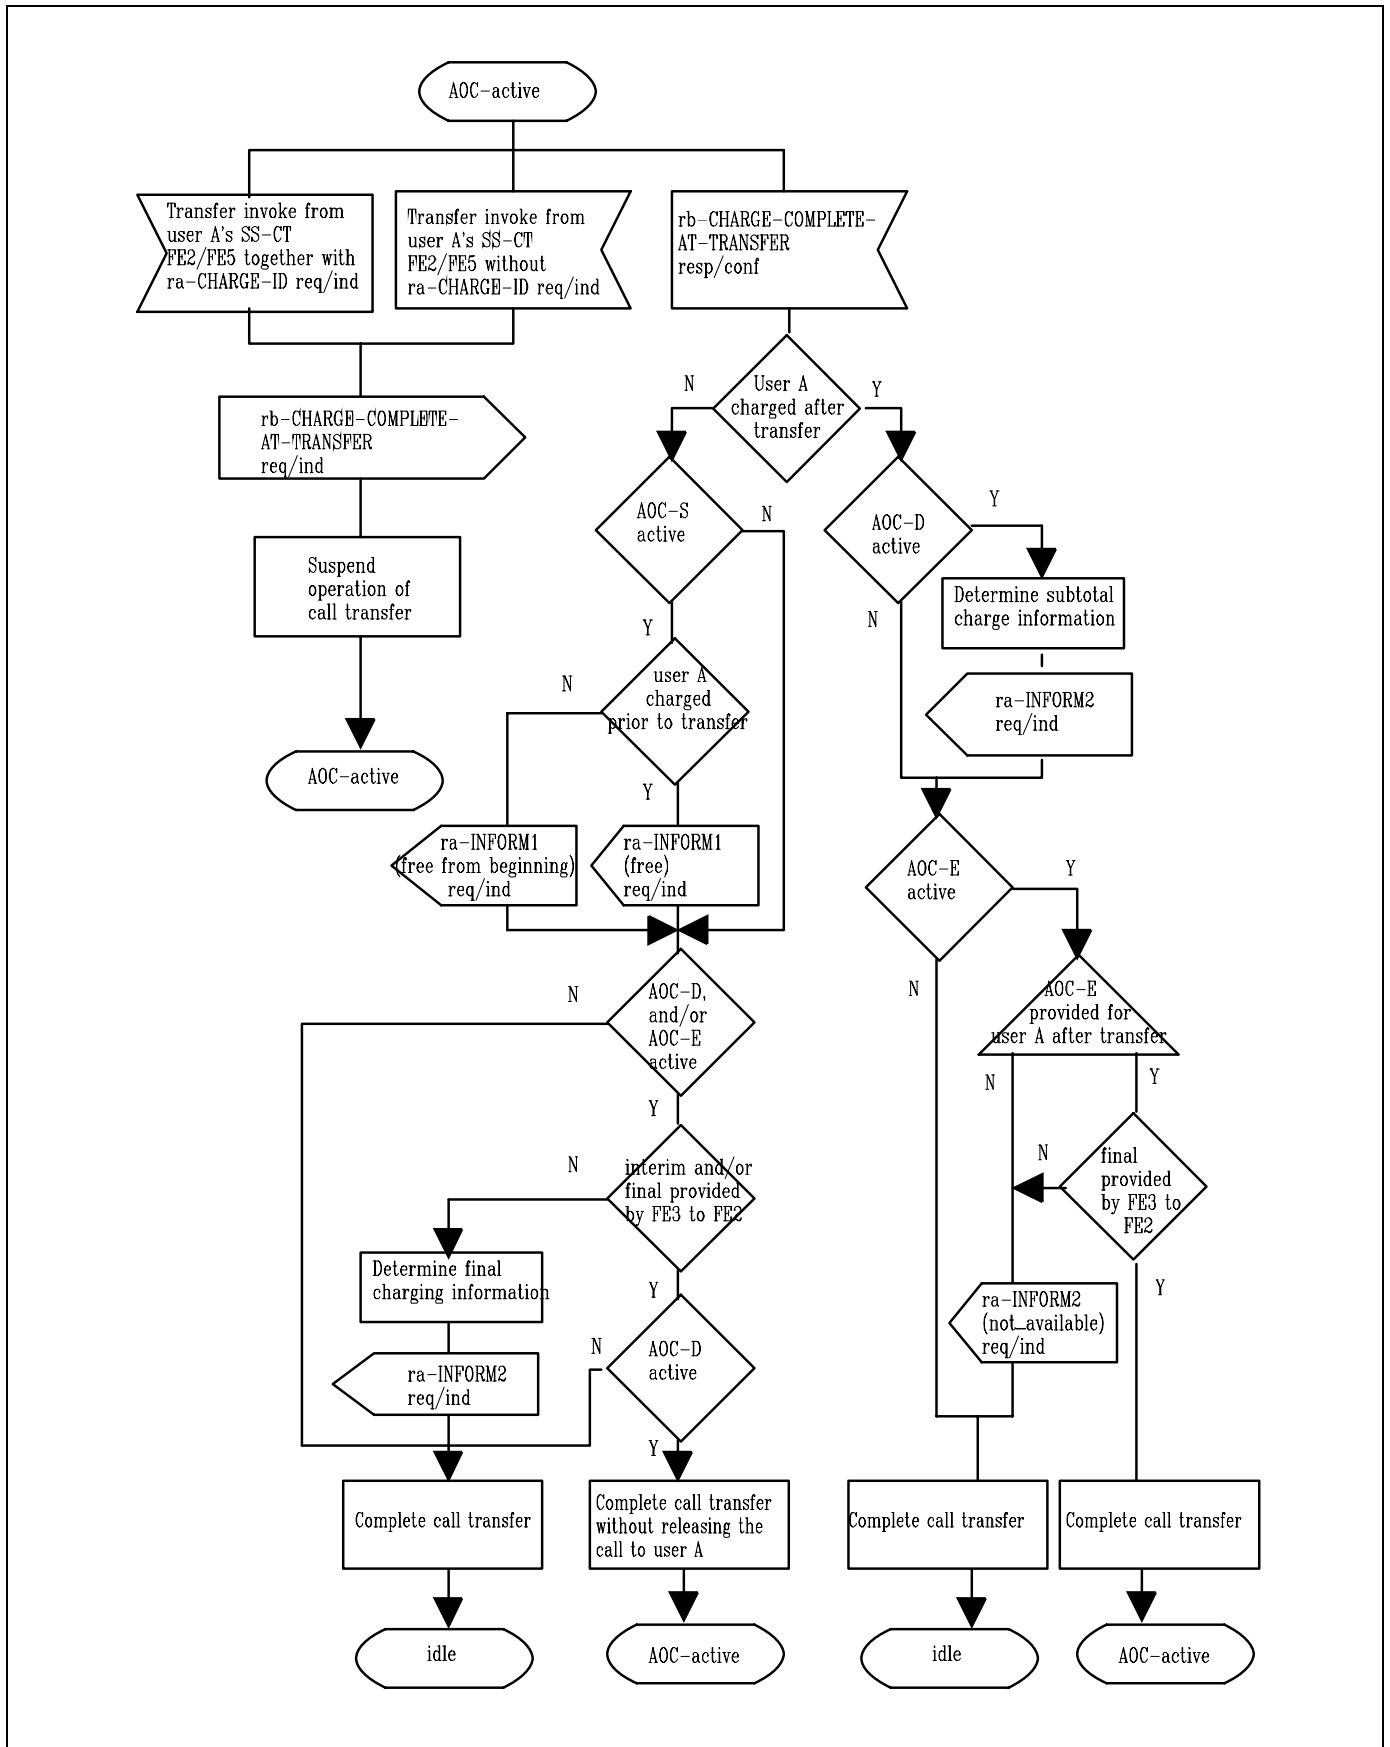 AOC-active
Transfer invoke from
user A's SS-CT
FE2/FE5 together with
ra-CHARGE-ID req/ind
Transfer invoke from
user A's SS-CT
FE2/FE5 without
ra-CHARGE-ID req/ind
rb-CHARGE-COMPLETE-
AT-TRANSFER
resp/conf
rb-CHARGE-COMPLETE-
AT-TRANSFER
req/ind
Suspend
operation of
call transfer
AOC-active
N
User A
charged after
transfer
Y
AOC-S
active
N
Y
N
user A
charged
prior to transfer
Y
ra-INFORM1
(free from beginning)
req/ind
ra-INFORM1
(free)
req/ind
N
AOC-D,
and/or
AOC-E
active
Y
N
interim and/or
final provided
by FE3 to FE2
Y
Determine final
charging information
ra-INFORM2
req/ind
N
AOC-D
active
Y
Complete call transfer
idle
Complete call transfer
without releasing the
call to user A
AOC-active
AOC-D
active
Y
N
Determine subtotal
charge information
ra-INFORM2
req/ind
AOC-E
active
Y
N
AOC-E
provided for
user A after transfer
N
Y
N
final
provided
by FE3 to
FE2
Y
ra-INFORM2
(not_available)
req/ind
Complete call transfer
idle
Complete call transfer
AOC-active